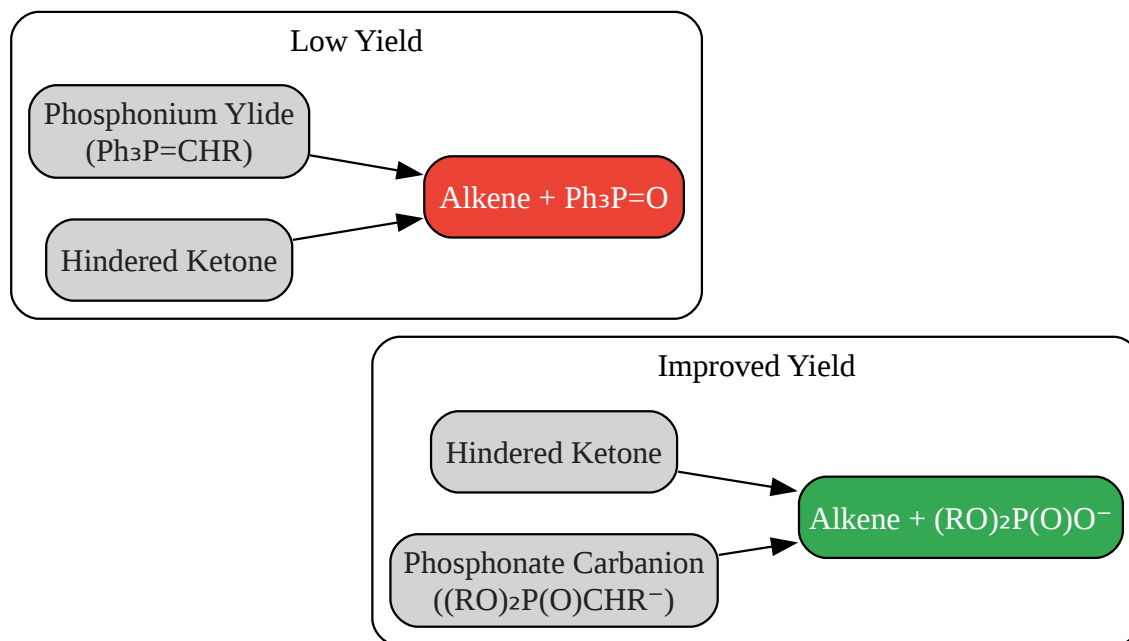 Low Yield
Phosphonium Ylide
(Ph₃P=CHR)
Alkene + Ph₃P=O
Hindered Ketone
Improved Yield
Hindered Ketone
Alkene + (RO)₂P(O)O⁻
Phosphonate Carbanion
((RO)₂P(O)CHR⁻)